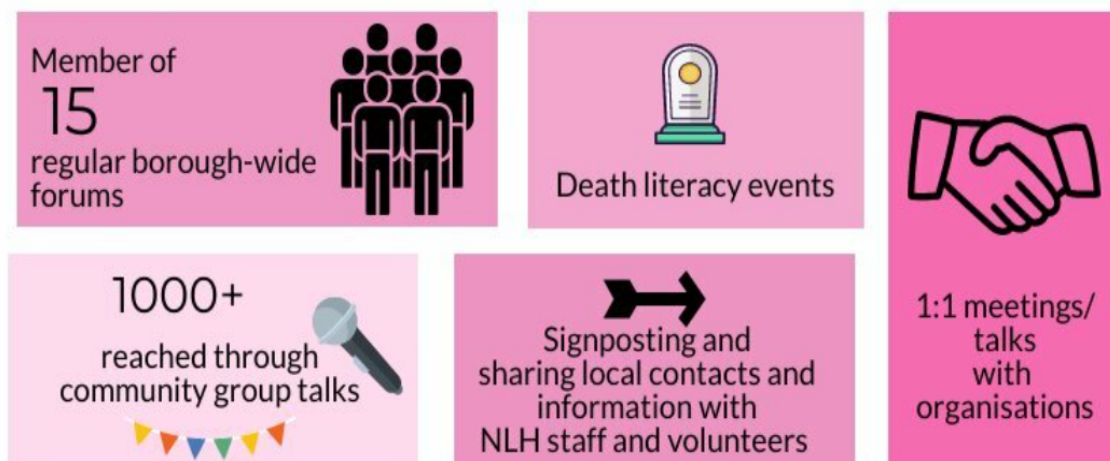 Member of
15
regular borough-wide
forums
Death literacy events
1000+
reached through
community group talks
Signposting and
sharing local contacts and
information with
NLH staff and volunteers
1:1 meetings/
talks
with
organisations